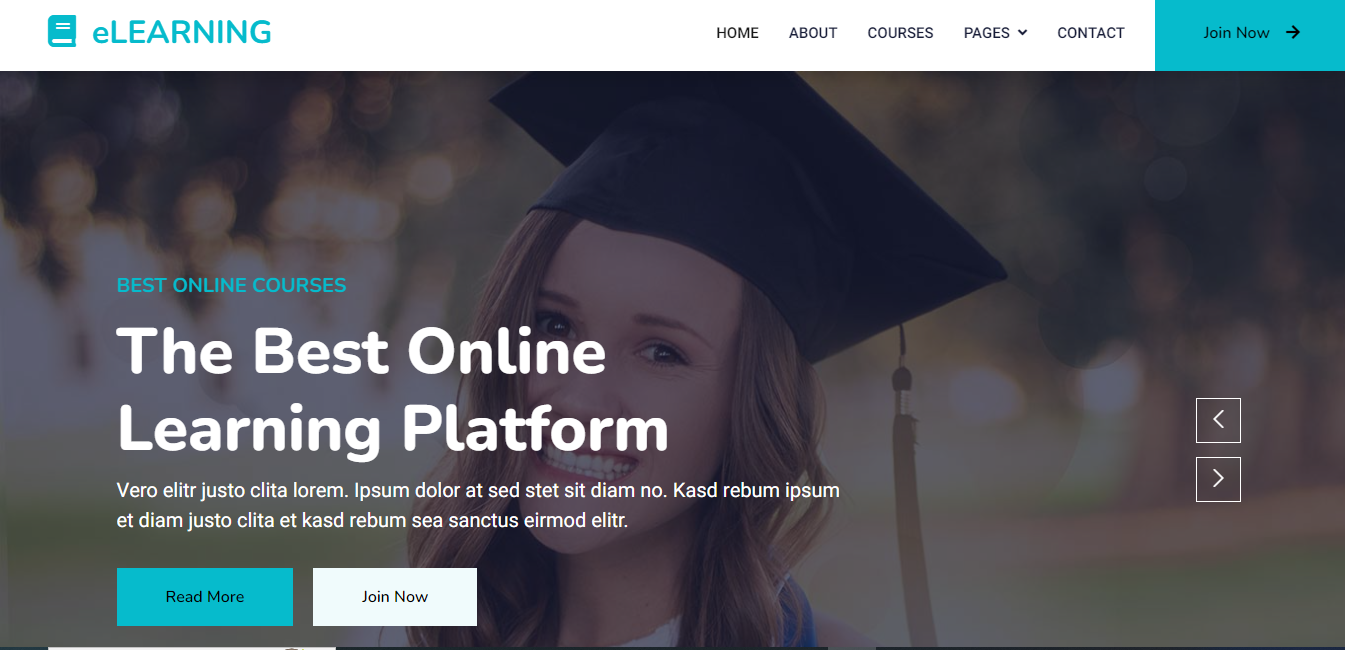 eLEARNING
HOME ABOUT COURSES PAGES CONTACT Join Now
BEST ONLINE COURSES
The Best Online
Learning Platform
Vero elitr justo clita lorem. Ipsum dolor at sed stet sit diam no. Kasd rebum ipsum
et diam justo clita et kasd rebum sea sanctus eirmod elitr.
Read More Join Now